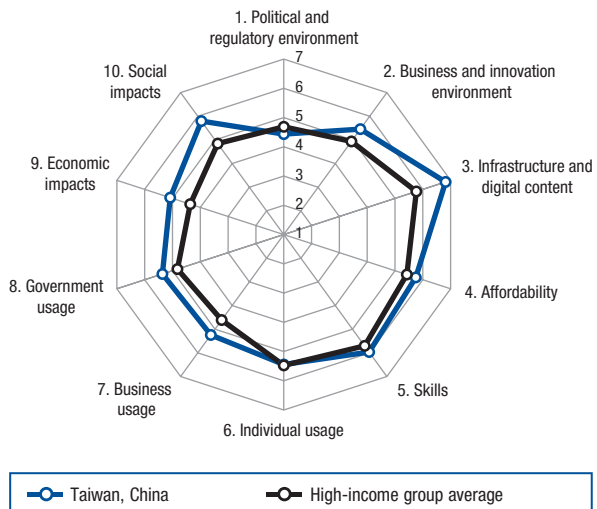 1. Political and
regulatory environment
10. Social
impacts
2. Business and innovation
environment
9. Economic
impacts
3. Infrastructure and
digital content
8. Government
usage
4. Affordability
7. Business
usage
5. Skills
6. Individual usage
7
6
5
4
3
2
1
Taiwan, China
High-income group average